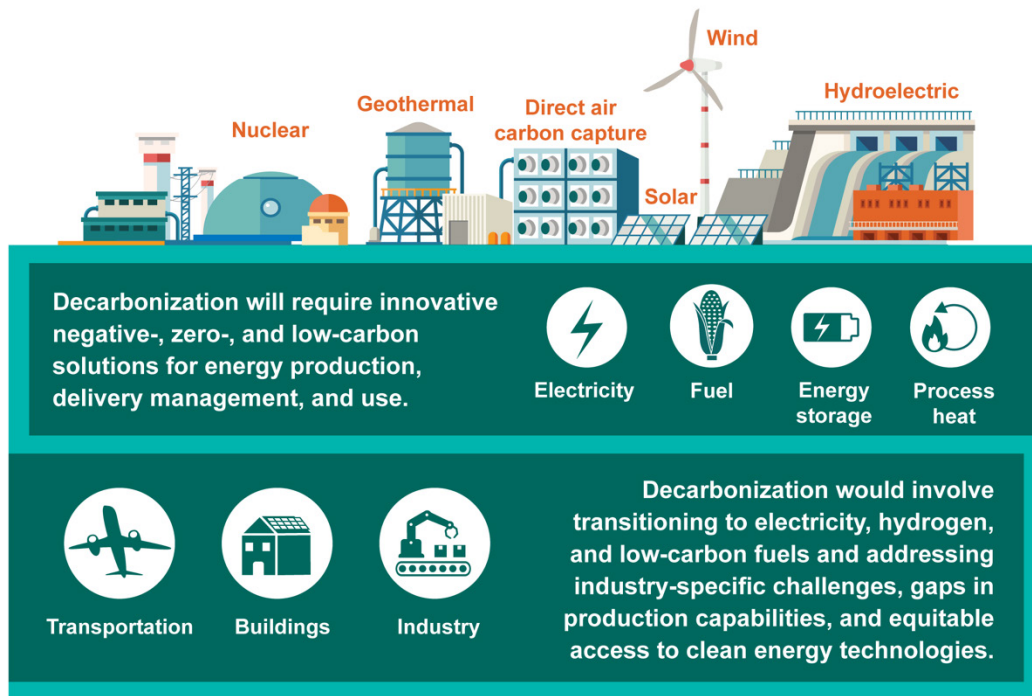 Wind
Geothermal
Direct air
carbon capture
Hydroelectric
Nuclear
Solar
Decarbonization will require innovative
negative-, zero-, and low-carbon
solutions for energy production,
delivery management, and use.
Electricity
Fuel
Energy
storage
Process
heat
Transportation
Buildings
Industry
Decarbonization would involve
transitioning to electricity, hydrogen,
and low-carbon fuels and addressing
industry-specific challenges, gaps in
production capabilities, and equitable
access to clean energy technologies.